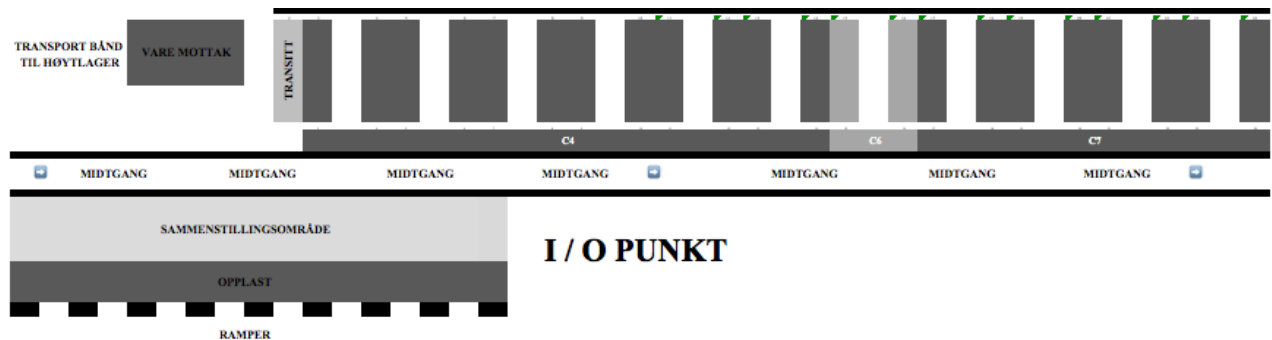 TRANSPORT BÅND
TIL HØYTLAGER
VARE MOTTAK
TRANSITT
C4
C6
C7
MIDTGANG MIDTGANG MIDTGANG MIDTGANG MIDTGANG MIDTGANG MIDTGANG
SAMMENSTILLINGSOMRÅDE
I / O PUNKT
OPPLAST
RAMPER